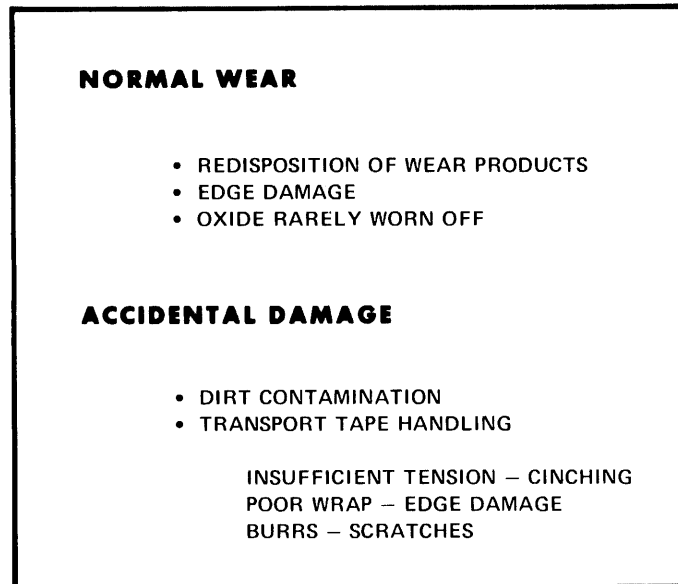 NORMAL WEAR
• REDISPOSITION OF WEAR PRODUCTS
• EDGE DAMAGE
• OXIDE RARELY WORN OFF
ACCIDENTAL DAMAGE
• DIRT CONTAMINATION
• TRANSPORT TAPE HANDLING
INSUFFICIENT TENSION – CINCHING
POOR WRAP – EDGE DAMAGE
BURRS – SCRATCHES